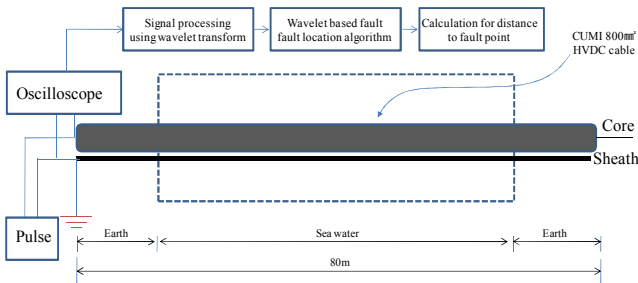 Signal processing
using wavelet transform
Wavelet based fault
fault location algorithm
Calculation for distance
to fault point
CUMI 800㎟
HVDC cable
Oscilloscope
Core
Sheath
Pulse
Earth
Sea water
Earth
80m